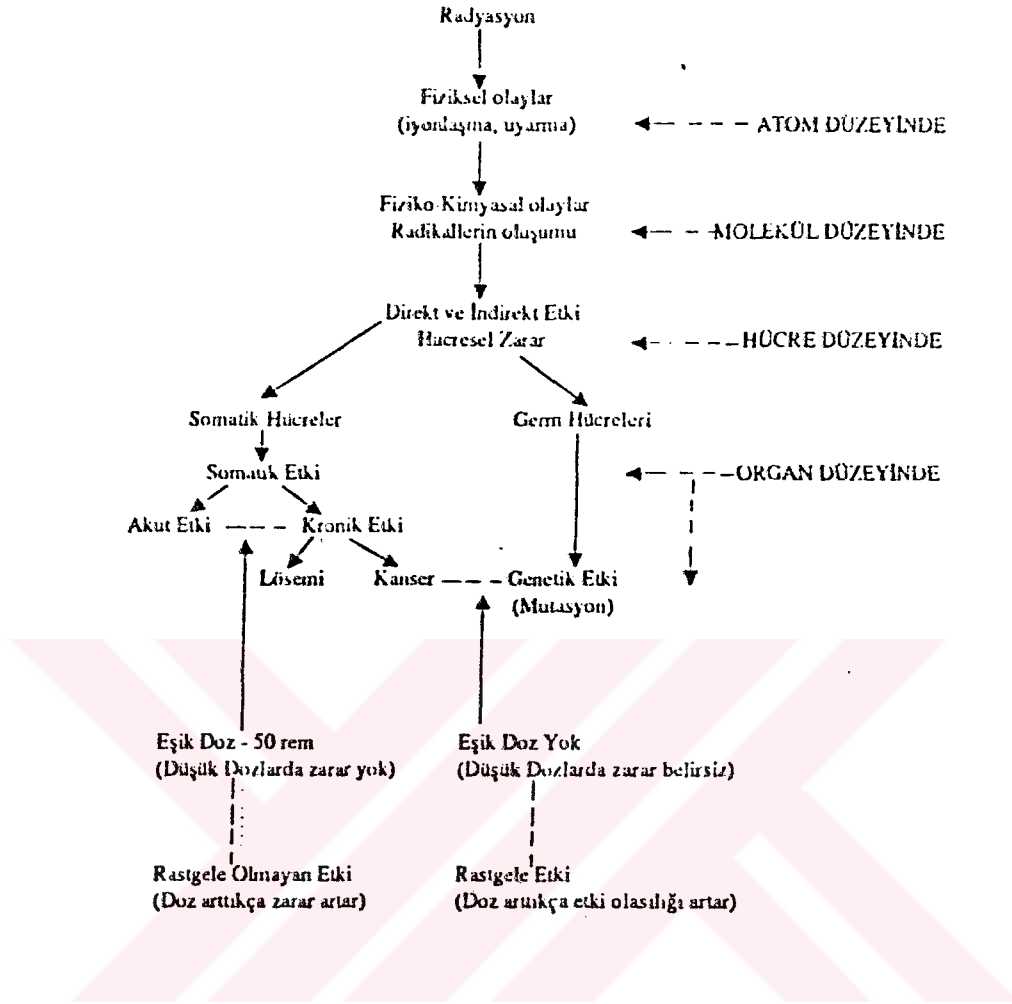 Radyasyon
Fiziksel olaylar
(iyonlaşma, uyarma)
ATOM DÜZEYİNDE
Fiziko-Kimyasal olaylar
Radikallerin oluşumu
MOLEKÜL DÜZEYİNDE
Direkt ve İndirekt Etki
Hücresel Zarar
HÜCRE DÜZEYİNDE
Somatik Hücreler
Germ Hücreleri
Somatik Etki
ORGAN DÜZEYİNDE
Akut Etki
Kronik Etki
Lösemi
Kanser
Genetik Etki
(Mutasyon)
Eşik Doz - 50 rem
(Düşük Dozlarda zarar yok)
Eşik Doz Yok
(Düşük Dozlarda zarar belirsiz)
Rastgele Olmayan Etki
(Doz arttıkça zarar artar)
Rastgele Etki
(Doz arttıkça etki olasılığı artar)